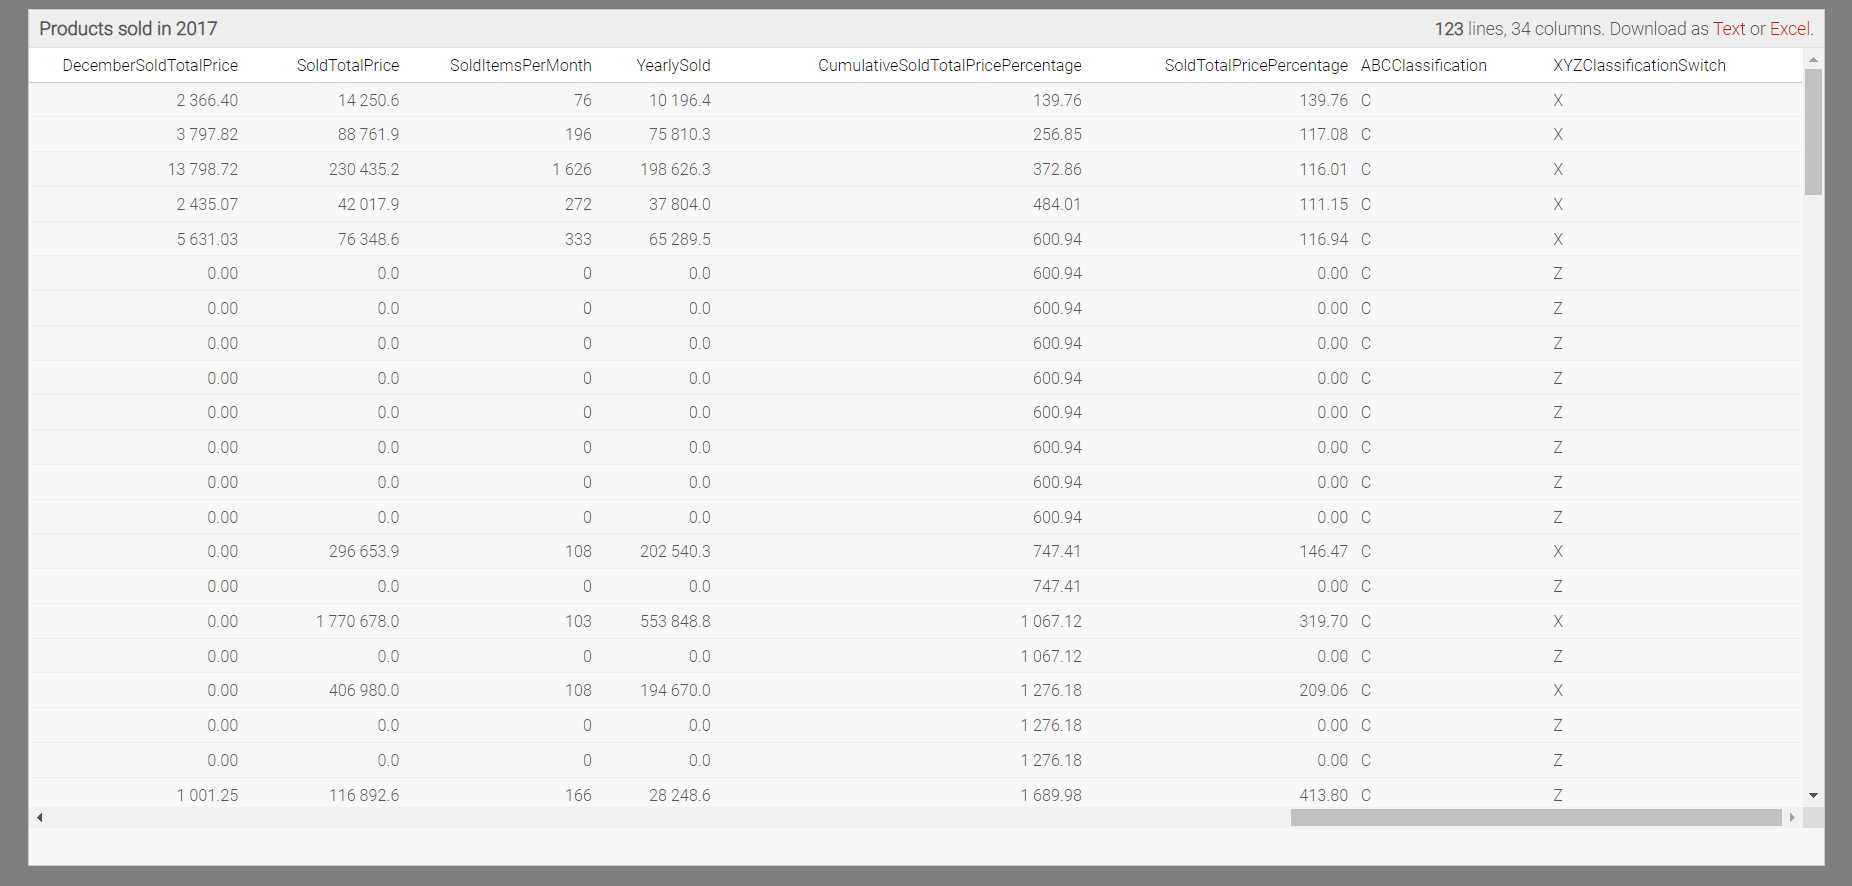 Products sold in 2017 123 lines, 34 columns. Download as Text or Excel.
DecemberSoldTotalPrice SoldTotalPrice SoldItemsPerMonth YearlySold CumulativeSoldTotalPricePercentage SoldTotalPricePercentage ABCClassification XYZClassificationSwitch
2 366.40 14 250.6 76 10 196.4 139.76 139.76 C X
3 797.82 88 761.9 196 75 810.3 256.85 117.08 C X
13 798.72 230 435.2 1 626 198 626.3 372.86 116.01 C X
2 435.07 42 017.9 272 37 804.0 484.01 111.15 C X
5 631.03 76 348.6 333 65 289.5 600.94 116.94 C X
0.00 0.0 0 0.0 600.94 0.00 C Z
0.00 0.0 0 0.0 600.94 0.00 C Z
0.00 0.0 0 0.0 600.94 0.00 C Z
0.00 0.0 0 0.0 600.94 0.00 C Z
0.00 0.0 0 0.0 600.94 0.00 C Z
0.00 0.0 0 0.0 600.94 0.00 C Z
0.00 0.0 0 0.0 600.94 0.00 C Z
0.00 0.0 0 0.0 600.94 0.00 C Z
0.00 296 653.9 108 202 540.3 747.41 146.47 C X
0.00 0.0 0 0.0 747.41 0.00 C Z
0.00 1 770 678.0 103 553 848.8 1 067.12 319.70 C X
0.00 0.0 0 0.0 1 067.12 0.00 C Z
0.00 406 980.0 108 194 670.0 1 276.18 209.06 C X
0.00 0.0 0 0.0 1 276.18 0.00 C Z
0.00 0.0 0 0.0 1 276.18 0.00 C Z
1 001.25 116 892.6 166 28 248.6 1 689.98 413.80 C Z